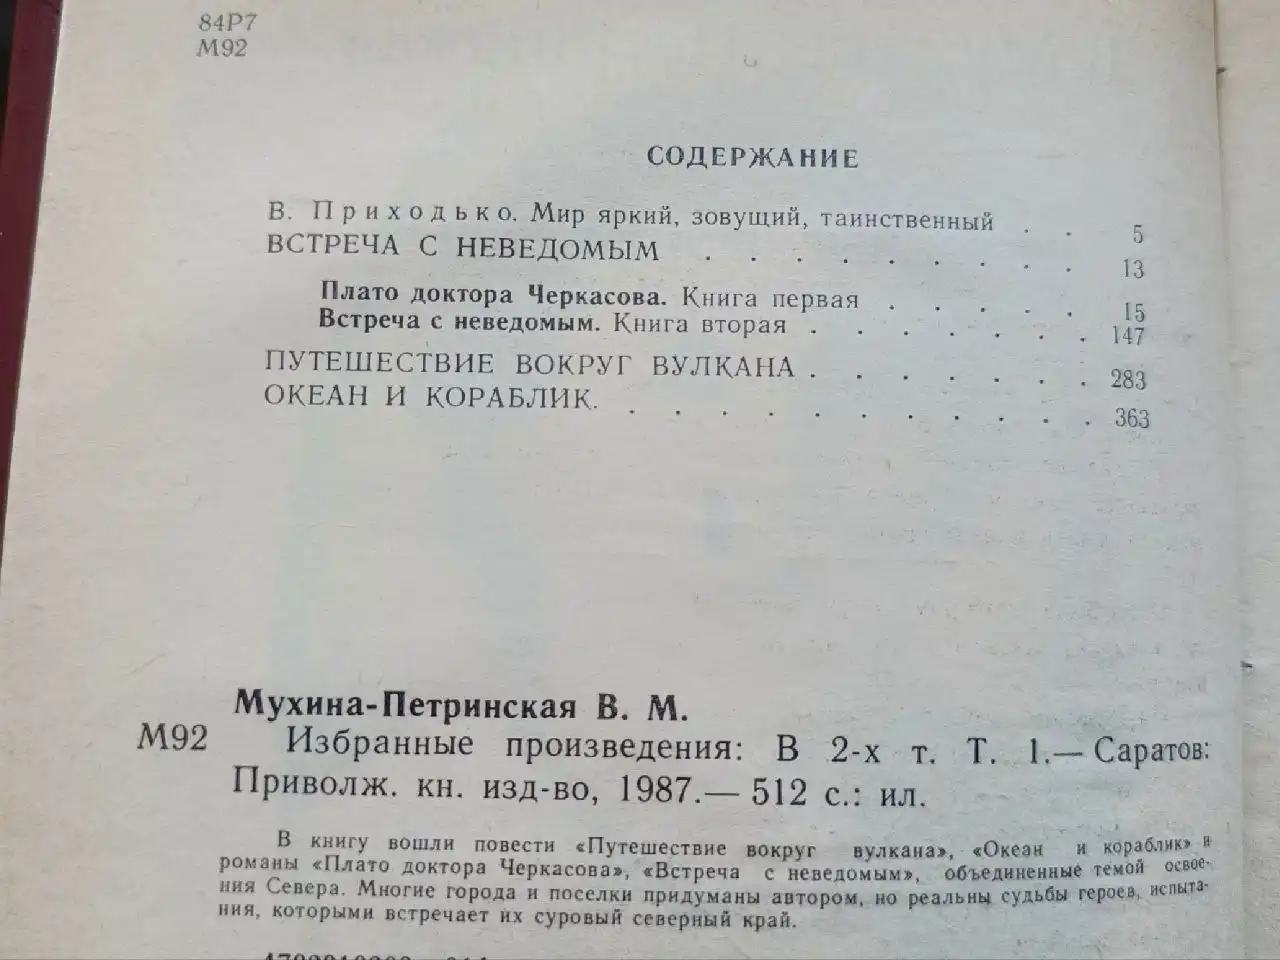 84Р7
М92
СОДЕРЖАНИЕ
В. Приходько. Мир яркий, зовущий, таинственный . . 5
ВСТРЕЧА С НЕВЕДОМЫМ . . . . . . . . . 13
Плато доктора Черкасова. Книга первая . . . . . 15
Встреча с неведомым. Книга вторая . . . . . . . 147
ПУТЕШЕСТВИЕ ВОКРУГ ВУЛКАНА . . . . . . . 283
ОКЕАН И КОРАБЛИК. . . . . . . . . . . . 363
Мухина-Петринская В. М.
М92 Избранные произведения: В 2-х т. Т. 1.— Саратов:
Приволж. кн. изд-во, 1987.— 512 с.: ил.
В книгу вошли повести «Путешествие вокруг вулкана», «Океан и кораблик» и
романы «Плато доктора Черкасова», «Встреча с неведомым», объединенные темой освое-
ния Севера. Многие города и поселки придуманы автором, но реальны судьбы героев, испыта-
ния, которыми встречает их суровый северный край.